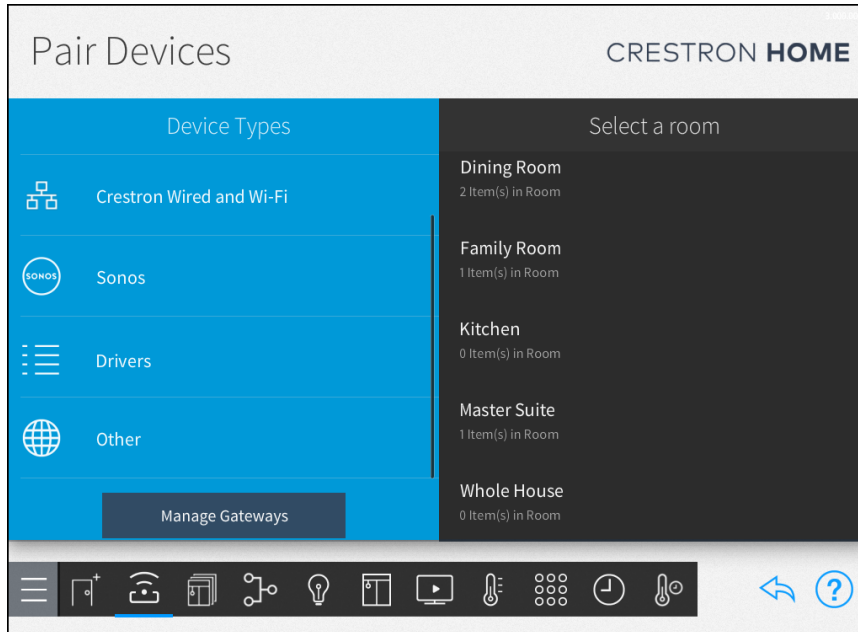 Pair Devices
CRESTRON HOME
Device Types
Crestron Wired and Wi-Fi
SONOS
Sonos
Drivers
Other
Manage Gateways
Select a room
Dining Room
2 Item(s) in Room
Family Room
1 Item(s) in Room
Kitchen
0 Item(s) in Room
Master Suite
1 Item(s) in Room
Whole House
0 Item(s) in Room
?